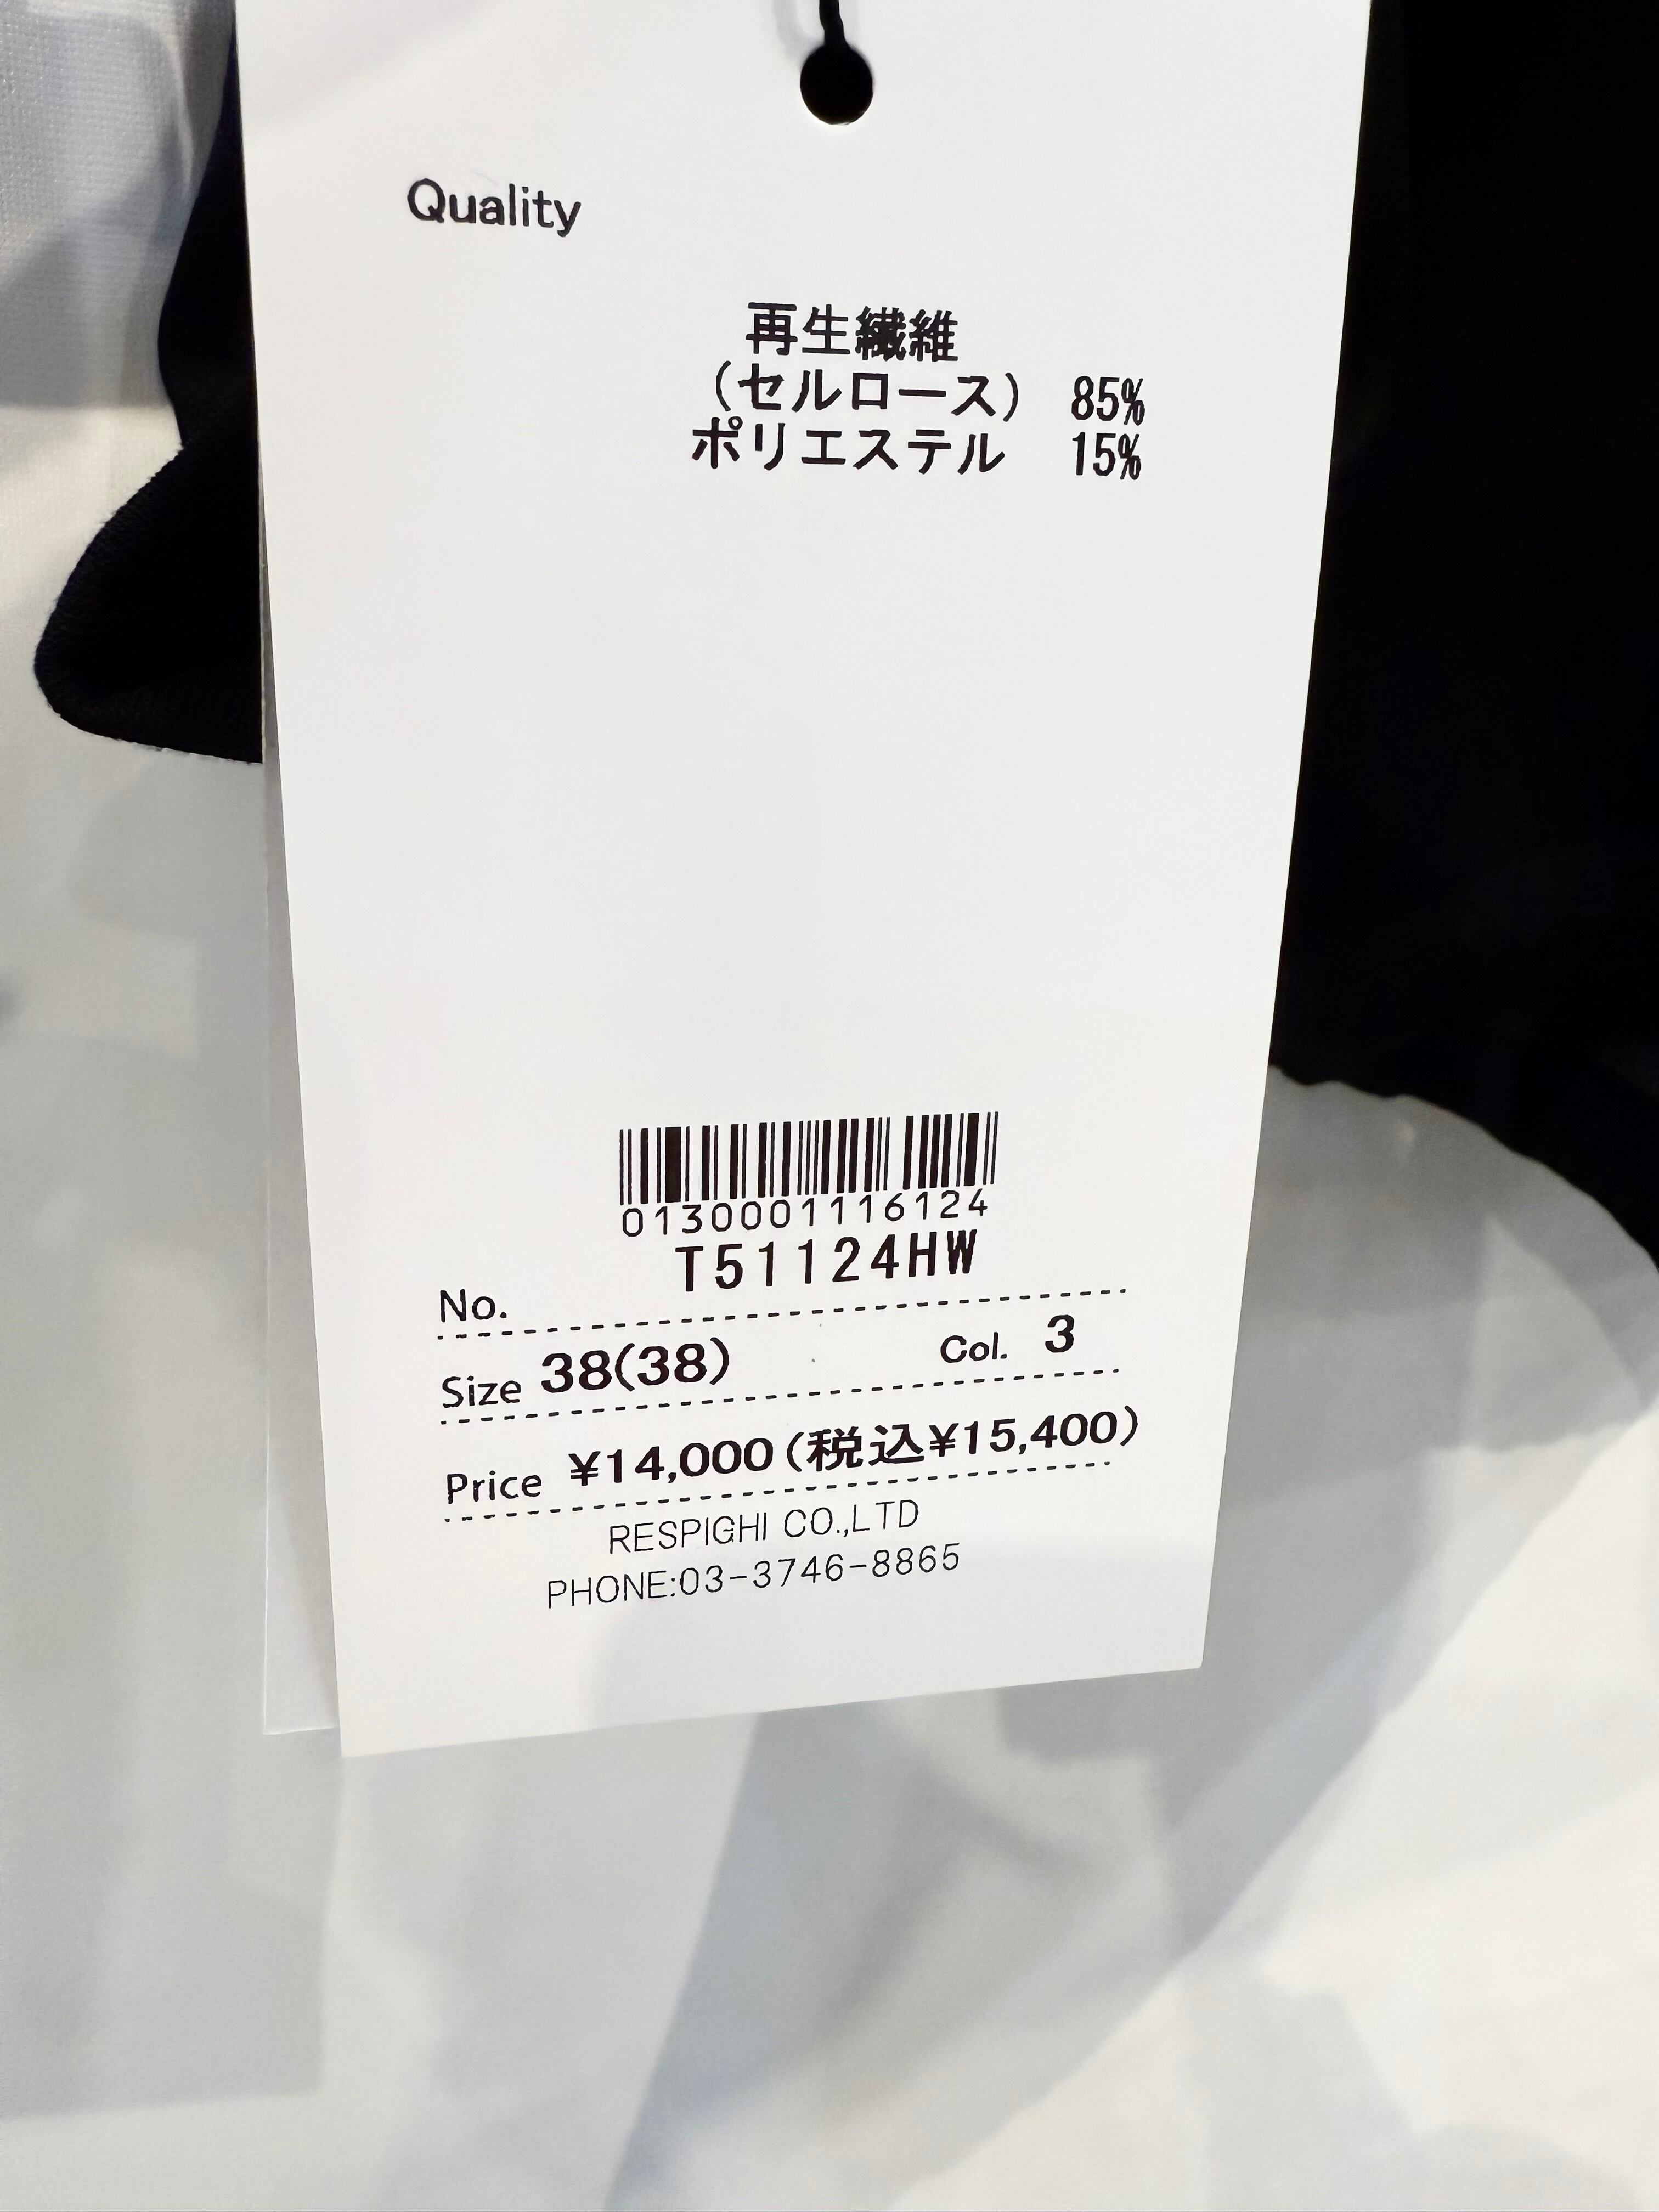 Quality
再生繊維
（セルロース） 85%
ポリエステル 15%
0130001116124
No. T51124HW
Size 38(38) Col. 3
Price ¥14,000(税込¥15,400)
RESPIGHI CO.,LTD
PHONE:03-3746-8865